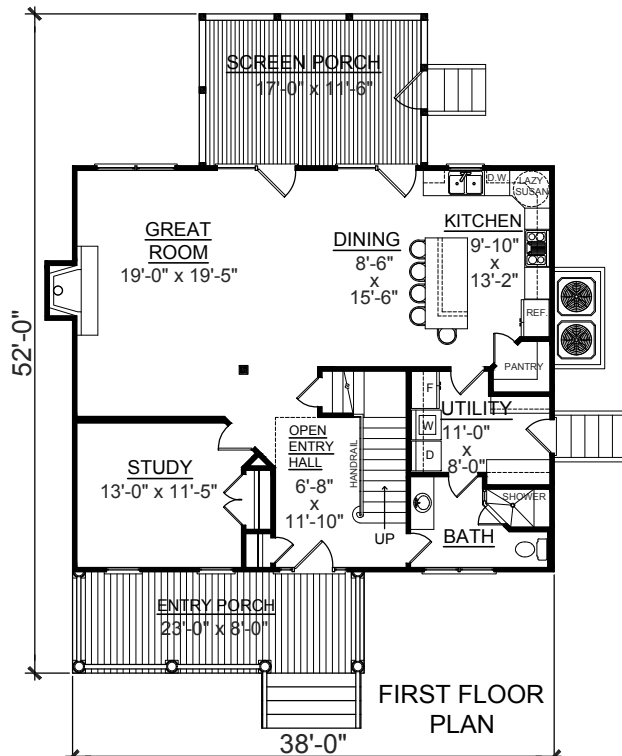 SCREEN PORCH
17'-0" x 11'-6"
D.W.
LAZY
SUSAN
GREAT
ROOM
19'-0" x 19'-5"
DINING
8'-6"
x
15'-6"
KITCHEN
9'-10"
x
13'-2"
REF.
PANTRY
52'-0"
F
W
D
UTILITY
11'-0"
x
8'-0"
OPEN
ENTRY
HALL
6'-8"
x
11'-10"
HANDRAIL
UP
STUDY
13'-0" x 11'-5"
SHOWER
BATH
ENTRY PORCH
23'-0" x 8'-0"
FIRST FLOOR
PLAN
38'-0"